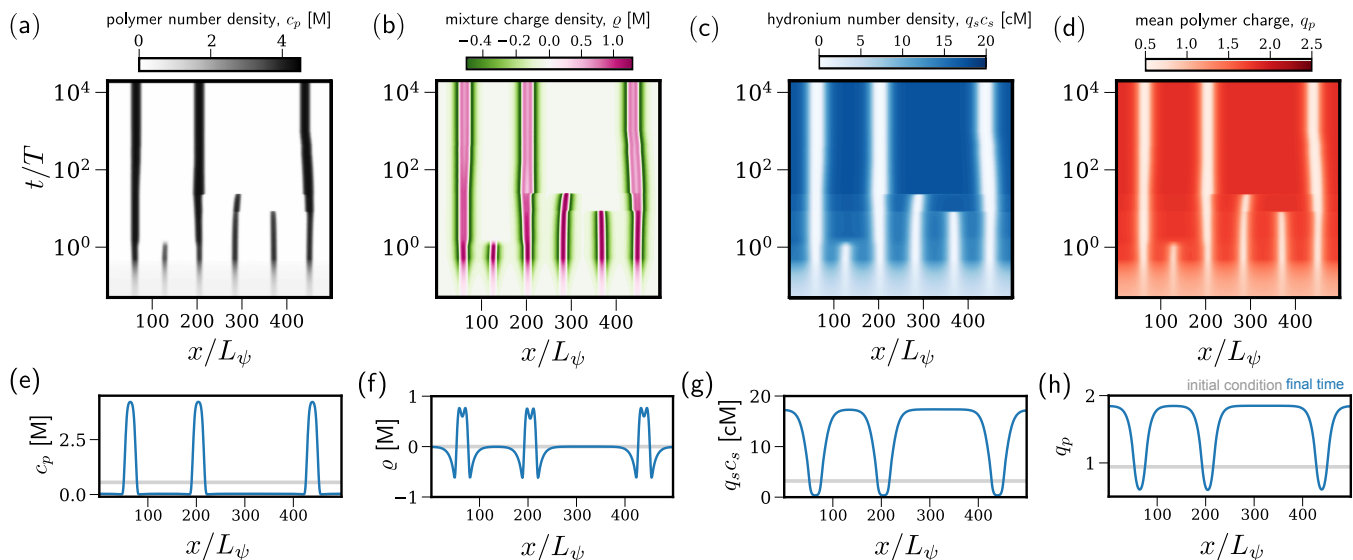 (a) polymer number density, c_p [M]
0 2 4
(b) mixture charge density, ϱ [M]
−0.4 −0.2 0.0 0.5 1.0
(c) hydronium number density, q_s c_s [cM]
0 5 10 15 20
(d) mean polymer charge, q_p
0.5 1.0 1.5 2.0 2.5
t/T
10^4
10^2
10^0
100 200 300 400
x/L_ψ
10^4
10^2
10^0
100 200 300 400
x/L_ψ
10^4
10^2
10^0
100 200 300 400
x/L_ψ
10^4
10^2
10^0
100 200 300 400
x/L_ψ
(e)
c_p [M]
2.5
0.0
100 200 300 400
x/L_ψ
(f)
ϱ [M]
1
0
−1
100 200 300 400
x/L_ψ
(g)
q_s c_s [cM]
20
10
0
100 200 300 400
x/L_ψ
(h) initial condition final time
q_p
2
1
100 200 300 400
x/L_ψ